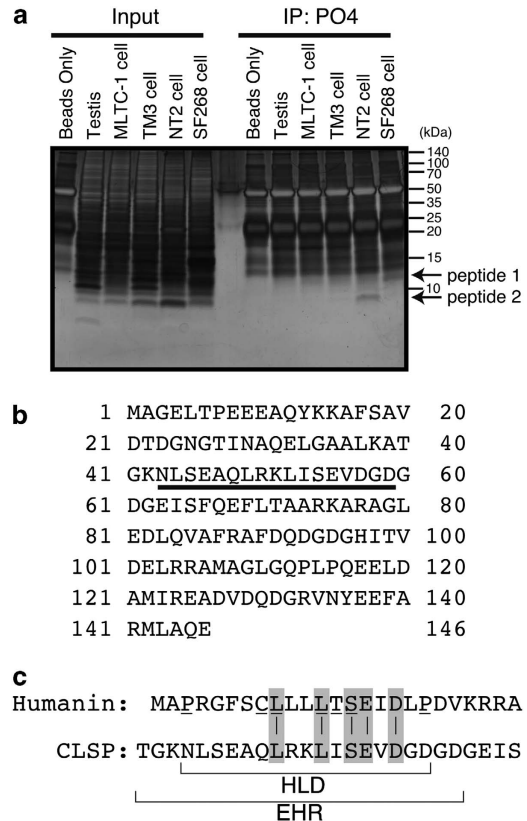 a
Input IP: PO4
Beads Only Testis MLTC-1 cell TM3 cell NT2 cell SF268 cell Beads Only Testis MLTC-1 cell TM3 cell NT2 cell SF268 cell
(kDa)
140
100
70
50
35
25
20
15
peptide 1
10
peptide 2
b
1 MAGELTPEEEAQYKKAFSAV 20
21 DTDGNGTINAQELGAALKAT 40
41 GKNLSEAQLRKLISEVDGDG 60
61 DGEISFQEFLTAARKARAGL 80
81 EDLQVAFRAFDQDGDGHITV 100
101 DELRRAMAGLGQPLPQEELD 120
121 AMIREADVDQDGRVNYEEFA 140
141 RMLAQE 146
c
Humanin: MAPRGFSCLLLLTSEIDLPDVKRRA
CLSP: TGKNLSEAQLRKLISEVDGDGDGEIS
HLD
EHR